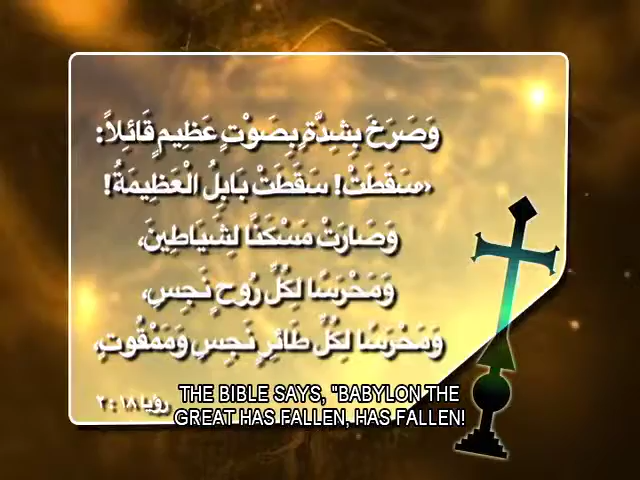 وَصَرَخَ بِشِدَّةٍ بِصَوْتٍ عَظِيمٍ قَائِلاً:
«سَقَطَتْ! سَقَطَتْ بَابِلُ الْعَظِيمَةُ!
وَصَارَتْ مَسْكَنًا لِشَيَاطِينَ،
وَمَحْرَسًا لِكُلِّ رُوحٍ نَجِسٍ،
وَمَحْرَسًا لِكُلِّ طَائِرٍ نَجِسٍ وَمَمْقُوتٍ،
رؤيا ١٨ : ٢
THE BIBLE SAYS, "BABYLON THE
GREAT HAS FALLEN, HAS FALLEN!